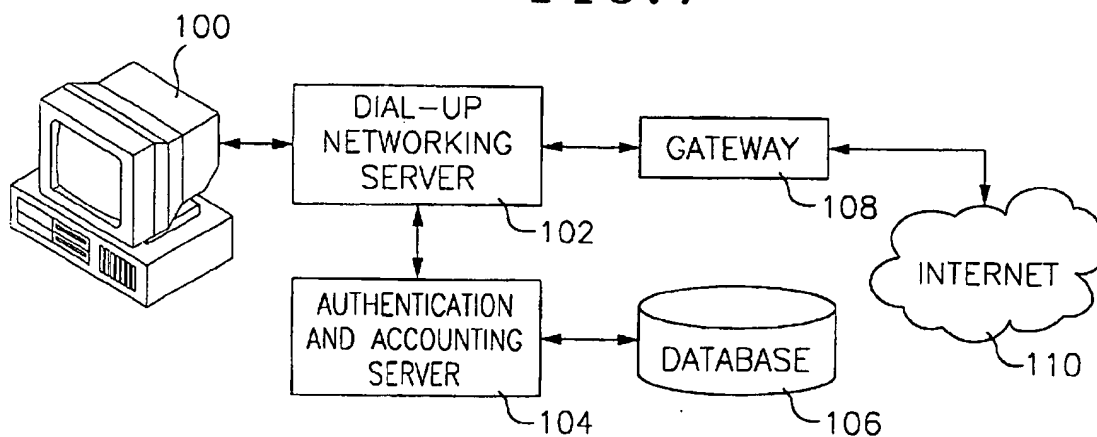 100
DIAL-UP
NETWORKING
SERVER
102
GATEWAY
108
INTERNET
110
AUTHENTICATION
AND ACCOUNTING
SERVER
104
DATABASE
106